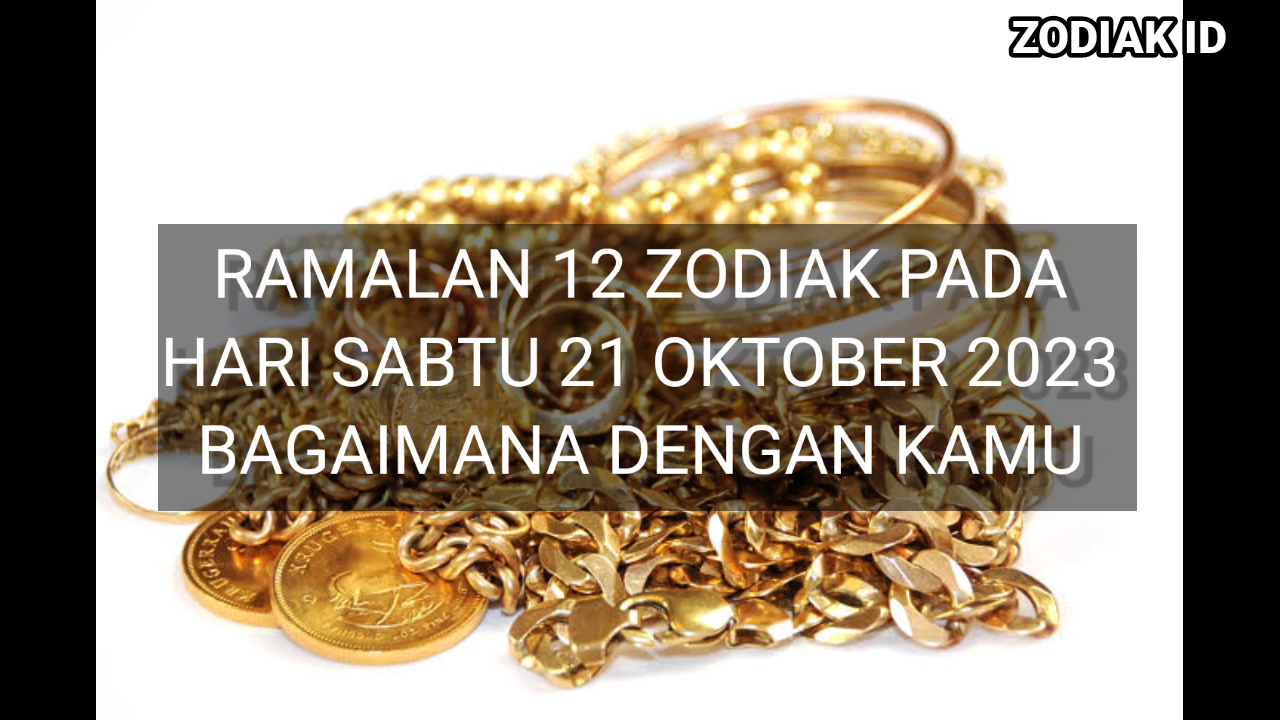 ZODIAK ID
RAMALAN 12 ZODIAK PADA
HARI SABTU 21 OKTOBER 2023
BAGAIMANA DENGAN KAMU